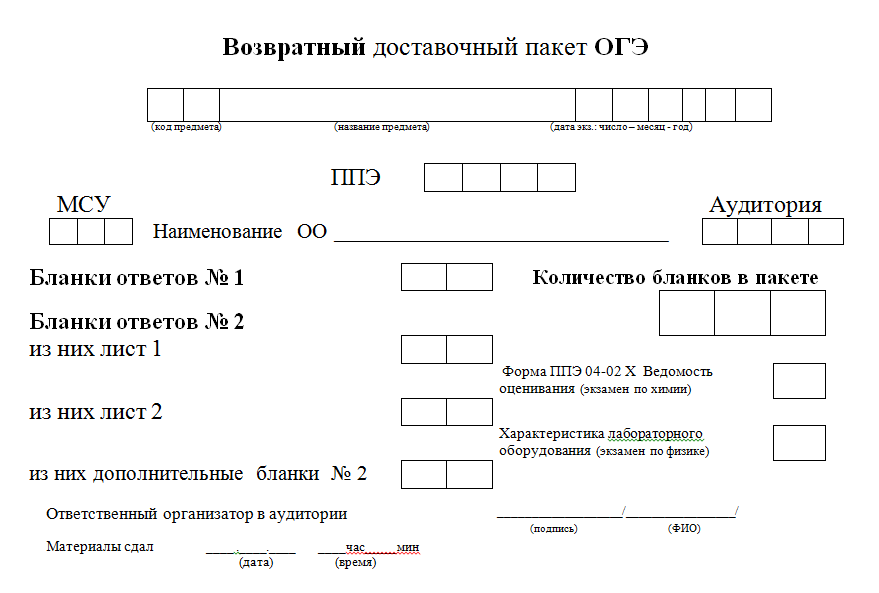 Возвратный доставочный пакет ОГЭ
(код предмета) (название предмета) (дата экз.: число – месяц - год)
ППЭ
МСУ Аудитория
Наименование ОО ________________________________
Бланки ответов № 1 Количество бланков в пакете
Бланки ответов № 2
из них лист 1
Форма ППЭ 04-02 Х Ведомость
оценивания (экзамен по химии)
из них лист 2
Характеристика лабораторного
оборудования (экзамен по физике)
из них дополнительные бланки № 2
Ответственный организатор в аудитории ________________/______________/
(подпись) (ФИО)
Материалы сдал ____.____.____ ____час_____мин
(дата) (время)